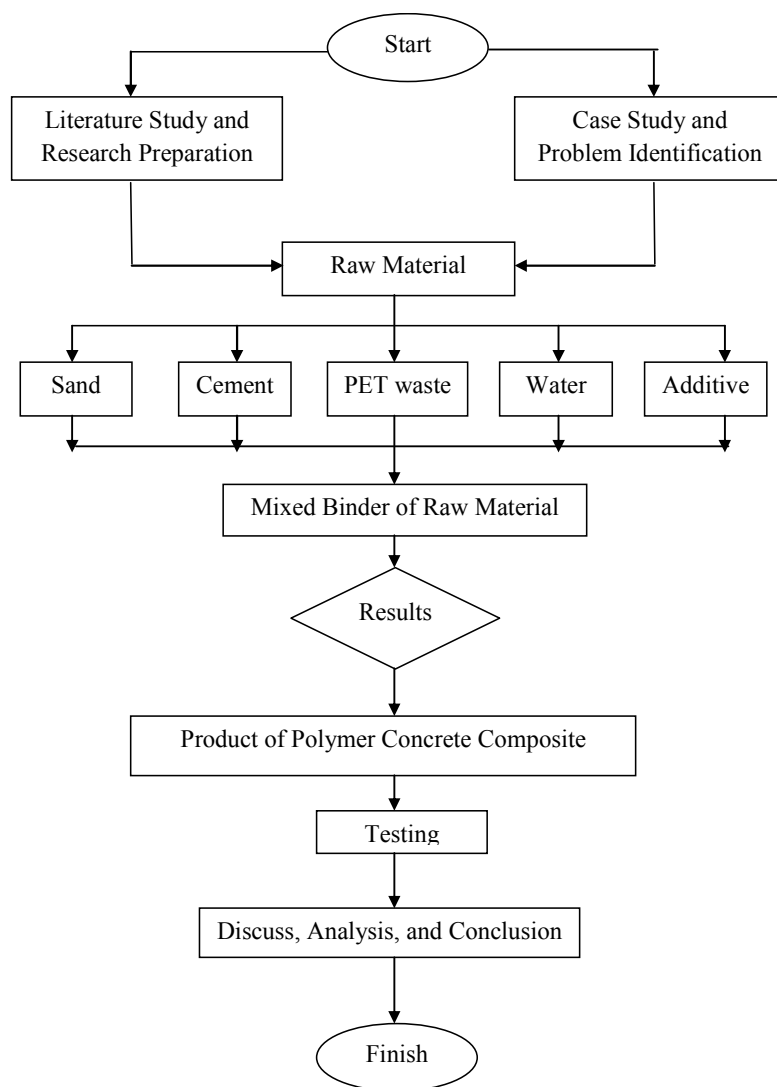 Start
Literature Study and
Research Preparation
Case Study and
Problem Identification
Raw Material
Sand
Cement
PET waste
Water
Additive
Mixed Binder of Raw Material
Results
Product of Polymer Concrete Composite
Testing
Discuss, Analysis, and Conclusion
Finish